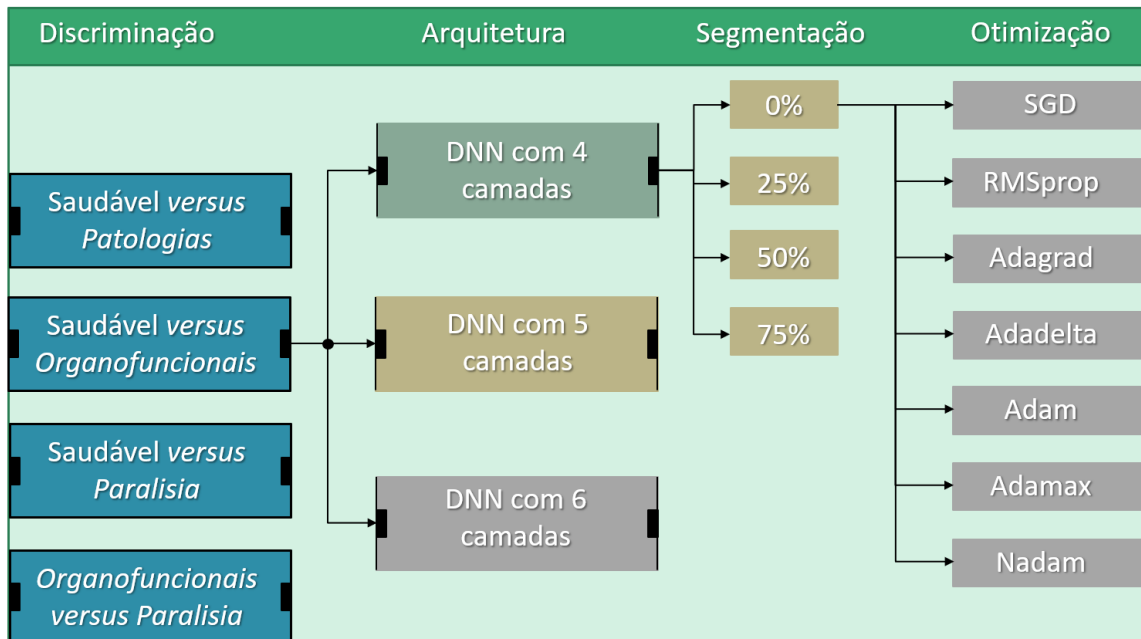 Discriminação
Arquitetura
Segmentação
Otimização
Saudável versus
Patologias
Saudável versus
Organofuncionais
Saudável versus
Paralisia
Organofuncionais
versus Paralisia
DNN com 4
camadas
DNN com 5
camadas
DNN com 6
camadas
0%
25%
50%
75%
SGD
RMSprop
Adagrad
Adadelta
Adam
Adamax
Nadam